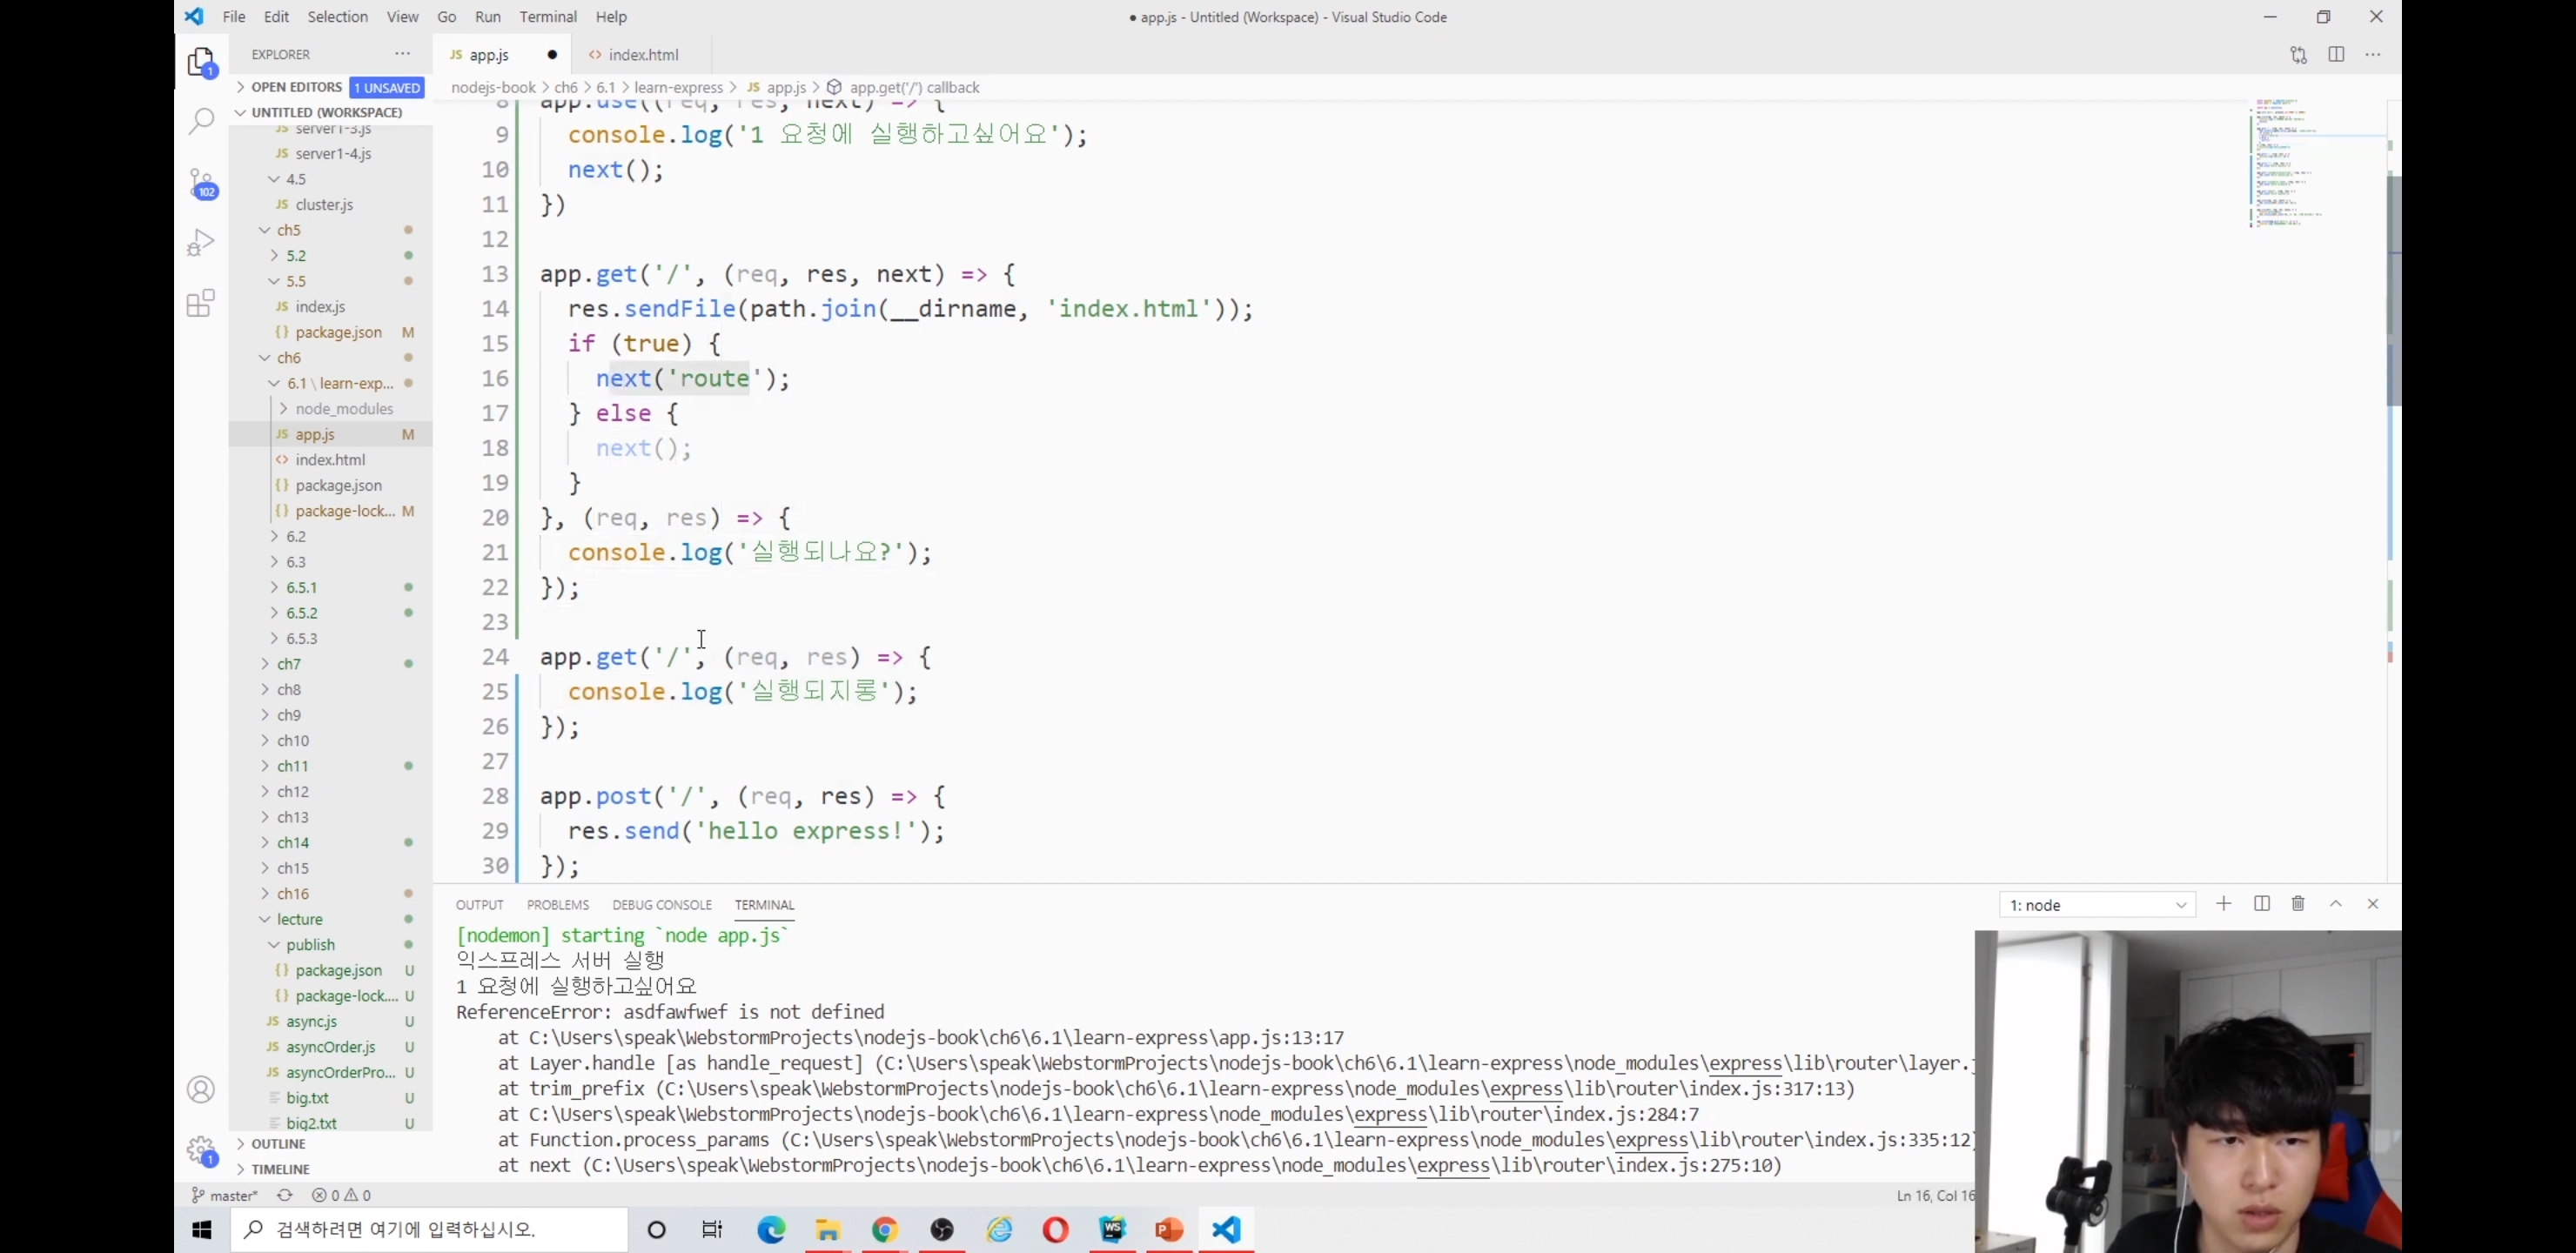 File Edit Selection View Go Run Terminal Help
● app.js - Untitled (Workspace) - Visual Studio Code
EXPLORER
JS app.js
<> index.html
OPEN EDITORS 1 UNSAVED
nodejs-book > ch6 > 6.1 > learn-express > JS app.js > app.get('/') callback
UNTITLED (WORKSPACE)
JS server1-3.js
JS server1-4.js
4.5
JS cluster.js
ch5
5.2
5.5
JS index.js
{} package.json M
ch6
6.1 \ learn-exp...
node_modules
JS app.js M
<> index.html
{} package.json
{} package-lock... M
6.2
6.3
6.5.1
6.5.2
6.5.3
ch7
ch8
ch9
ch10
ch11
ch12
ch13
ch14
ch15
ch16
lecture
publish
{} package.json U
{} package-lock.... U
JS async.js U
JS asyncOrder.js U
JS asyncOrderPro... U
big.txt U
big2.txt U
OUTLINE
TIMELINE
8 app.use((req, res, next) => {
9 console.log('1 요청에 실행하고싶어요');
10 next();
11 })
12
13 app.get('/', (req, res, next) => {
14 res.sendFile(path.join(__dirname, 'index.html'));
15 if (true) {
16 next('route');
17 } else {
18 next();
19 }
20 }, (req, res) => {
21 console.log('실행되나요?');
22 });
23
24 app.get('/', (req, res) => {
25 console.log('실행되지롱');
26 });
27
28 app.post('/', (req, res) => {
29 res.send('hello express!');
30 });
OUTPUT PROBLEMS DEBUG CONSOLE TERMINAL
1: node
[nodemon] starting `node app.js`
익스프레스 서버 실행
1 요청에 실행하고싶어요
ReferenceError: asdfawfwef is not defined
at C:\Users\speak\WebstormProjects\nodejs-book\ch6\6.1\learn-express\app.js:13:17
at Layer.handle [as handle_request] (C:\Users\speak\WebstormProjects\nodejs-book\ch6\6.1\learn-express\node_modules\express\lib\router\layer.j
at trim_prefix (C:\Users\speak\WebstormProjects\nodejs-book\ch6\6.1\learn-express\node_modules\express\lib\router\index.js:317:13)
at C:\Users\speak\WebstormProjects\nodejs-book\ch6\6.1\learn-express\node_modules\express\lib\router\index.js:284:7
at Function.process_params (C:\Users\speak\WebstormProjects\nodejs-book\ch6\6.1\learn-express\node_modules\express\lib\router\index.js:335:12)
at next (C:\Users\speak\WebstormProjects\nodejs-book\ch6\6.1\learn-express\node_modules\express\lib\router\index.js:275:10)
1
102
1
master* 0 0
Ln 16, Col 16
검색하려면 여기에 입력하십시오.
WS
P